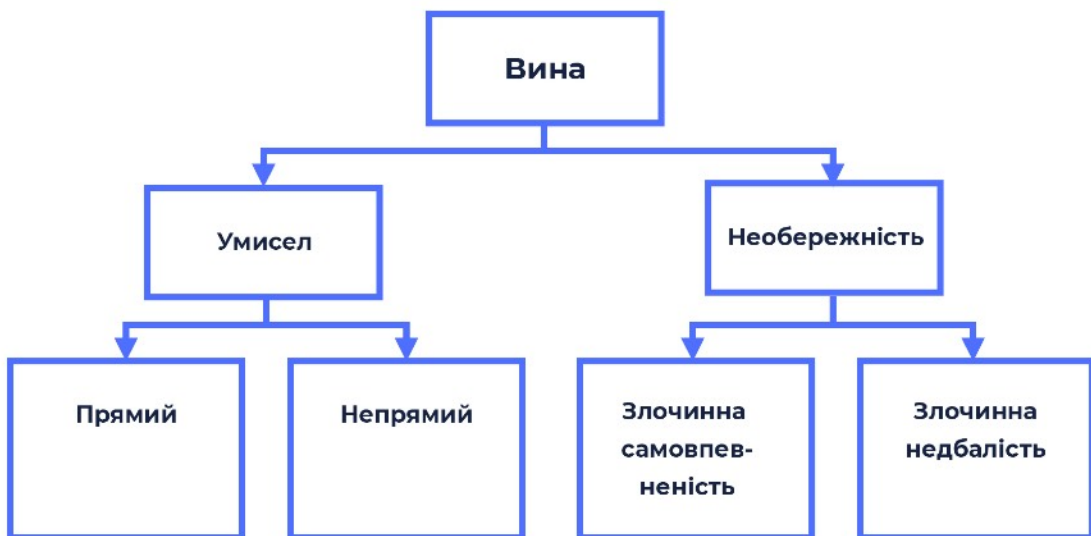 Вина
Умисел
Необережність
Прямий
Непрямий
Злочинна
самовпев-
неність
Злочинна
недбалість